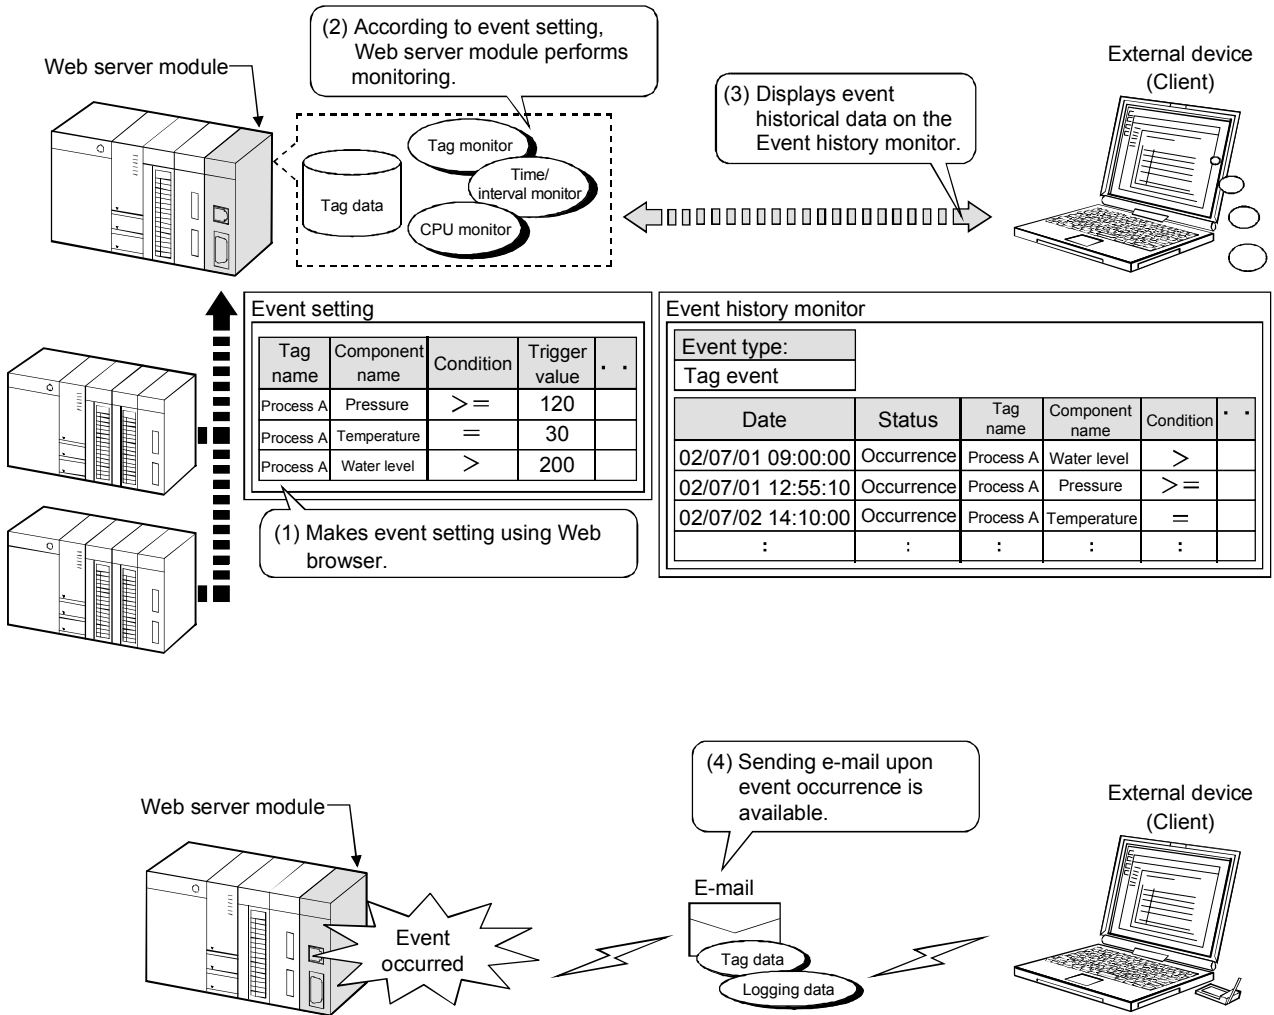 (2) According to event setting,
Web server module performs
monitoring.
Web server module
External device
(Client)
(3) Displays event
historical data on the
Event history monitor.
Tag monitor
Time/
interval monitor
Tag data
CPU monitor
Event setting
Tag name Component name Condition Trigger value . .
Process A Pressure >= 120
Process A Temperature = 30
Process A Water level > 200
(1) Makes event setting using Web
browser.
Event history monitor
Event type:
Tag event
Date Status Tag name Component name Condition . .
02/07/01 09:00:00 Occurrence Process A Water level >
02/07/01 12:55:10 Occurrence Process A Pressure >=
02/07/02 14:10:00 Occurrence Process A Temperature =
: : : : :
(4) Sending e-mail upon
event occurrence is
available.
Web server module
External device
(Client)
E-mail
Event
occurred
Tag data
Logging data